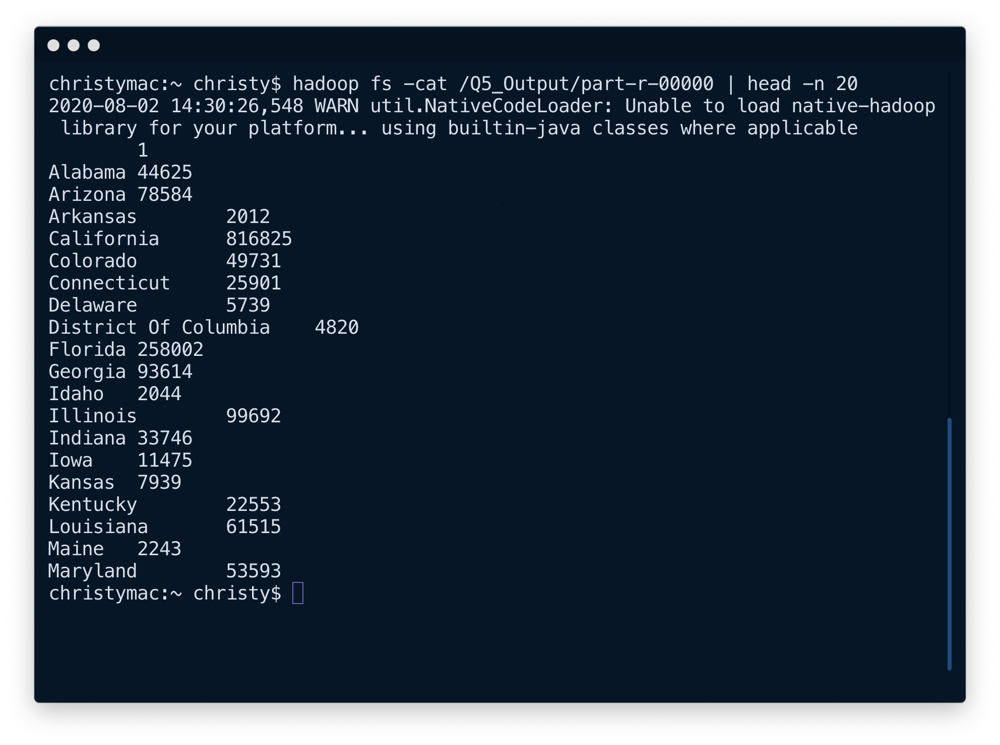 christymac:~ christy$ hadoop fs -cat /Q5_Output/part-r-00000 | head -n 20
2020-08-02 14:30:26,548 WARN util.NativeCodeLoader: Unable to load native-hadoop
 library for your platform... using builtin-java classes where applicable
        1
Alabama 44625
Arizona 78584
Arkansas        2012
California      816825
Colorado        49731
Connecticut     25901
Delaware        5739
District Of Columbia    4820
Florida 258002
Georgia 93614
Idaho   2044
Illinois        99692
Indiana 33746
Iowa    11475
Kansas  7939
Kentucky        22553
Louisiana       61515
Maine   2243
Maryland        53593
christymac:~ christy$